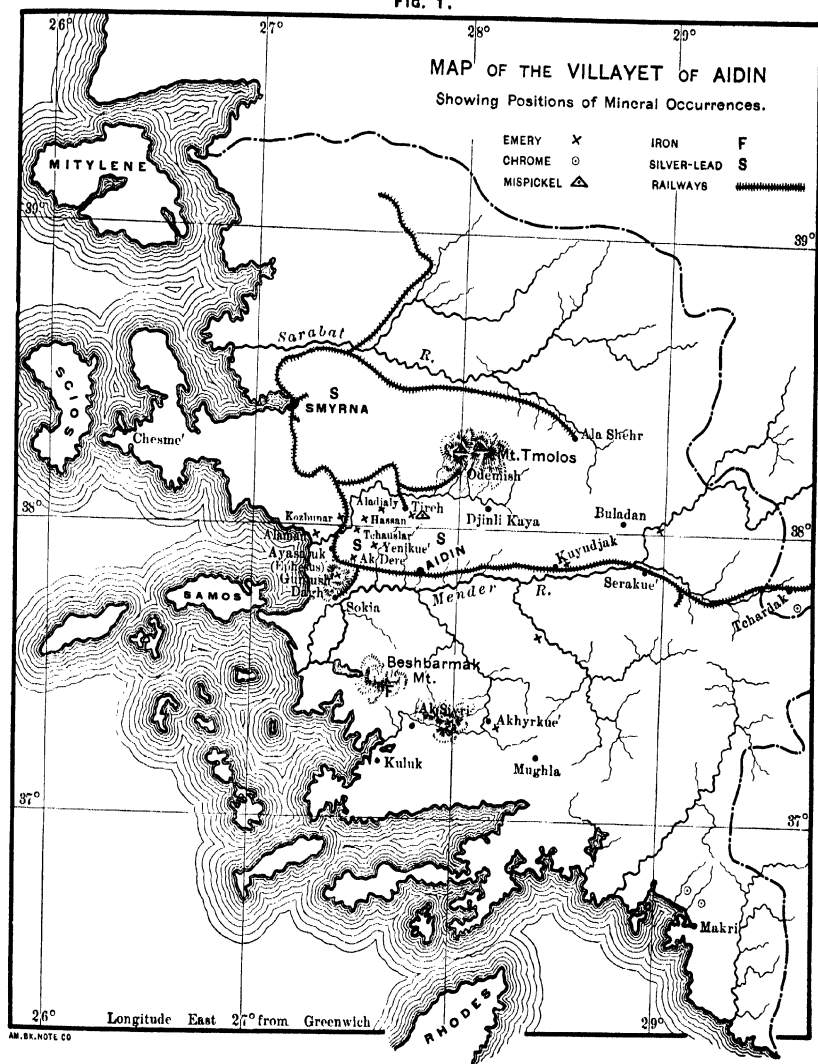 FIG. 1.
26° 27° 28° 29°
MAP OF THE VILLAYET OF AIDIN
Showing Positions of Mineral Occurrences.
EMERY × IRON F
CHROME ⊙ SILVER-LEAD S
MISPICKEL RAILWAYS
MITYLENE
39°
39°
Sarabat
R.
SCIOS
S
SMYRNA
Chesme'
Ala Shehr
Mt. Tmolos
Odemish
38°
Aladjaly
Tireh
Kozbunar
Hassan
Djinli Kaya
Buladan
38°
Alaman
Tchauslar
S
S
Ayasaluk
Yenikue'
(Ephesus)
Ak Dere
AIDIN
Kuyudjak
Gumush
Dagh
Serakue'
SAMOS
Sokia
Mender R.
Tchardak
Beshbarmak
Mt.
F
Ak Sivri
Akhyrkue'
Kuluk
Mughla
37°
37°
Makri
RHODES
26° Longitude East 27° from Greenwich 29°
AM.BK.NOTE CO